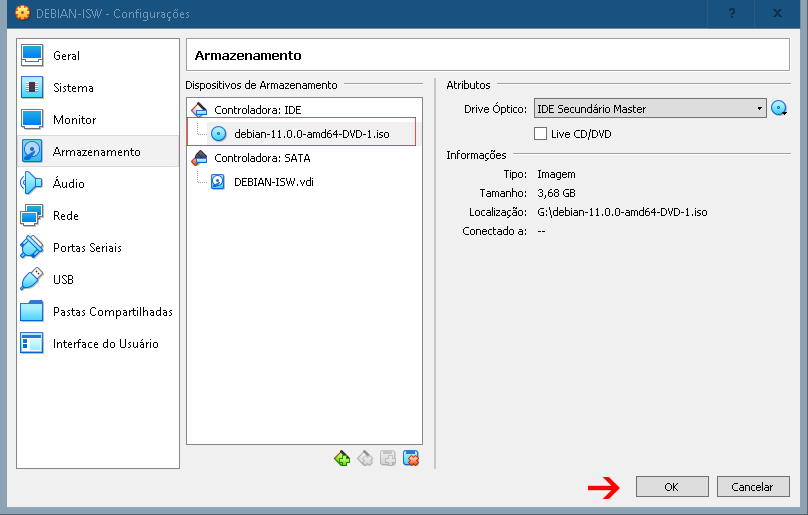 DEBIAN-ISW - Configurações
?
X
Geral
Sistema
Monitor
Armazenamento
Áudio
Rede
Portas Seriais
USB
Pastas Compartilhadas
Interface do Usuário
Armazenamento
Dispositivos de Armazenamento
Controladora: IDE
debian-11.0.0-amd64-DVD-1.iso
Controladora: SATA
DEBIAN-ISW.vdi
Atributos
Drive Óptico: IDE Secundário Master
Live CD/DVD
Informações
Tipo: Imagem
Tamanho: 3,68 GB
Localização: G:\debian-11.0.0-amd64-DVD-1.iso
Conectado a: --
OK
Cancelar